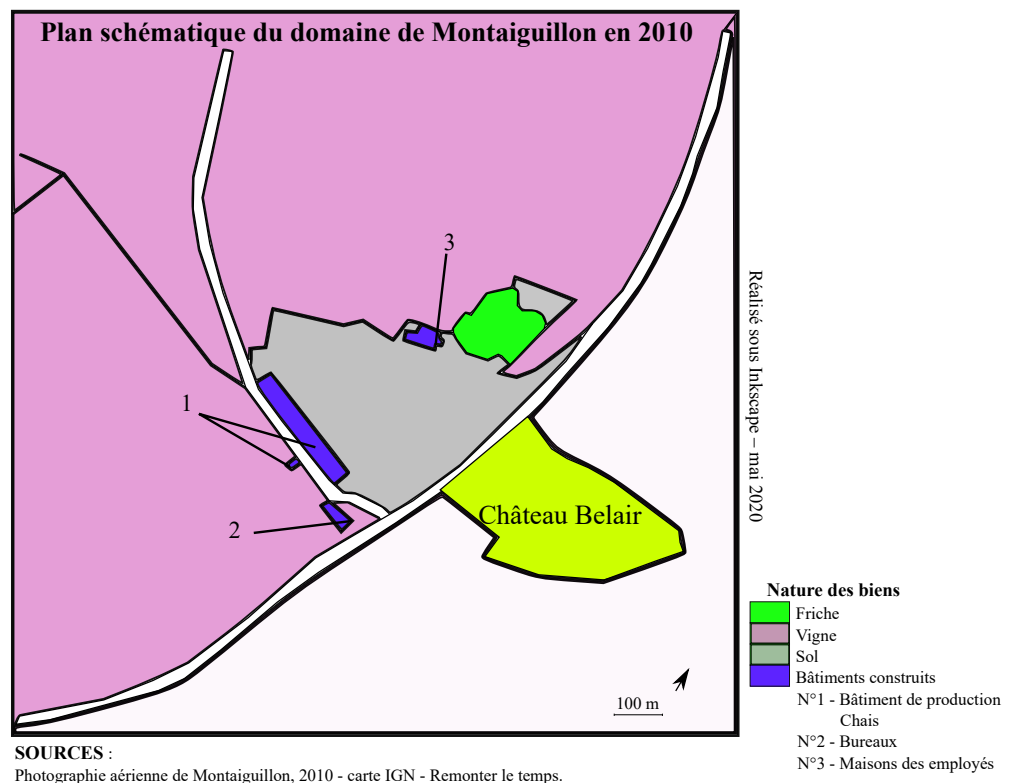 Plan schématique du domaine de Montaiguillon en 2010
3
1
2
Château Belair
100 m
Réalisé sous Inkscape – mai 2020
Nature des biens
Friche
Vigne
Sol
Bâtiments construits
N°1 - Bâtiment de production
Chais
N°2 - Bureaux
N°3 - Maisons des employés
SOURCES :
Photographie aérienne de Montaiguillon, 2010 - carte IGN - Remonter le temps.